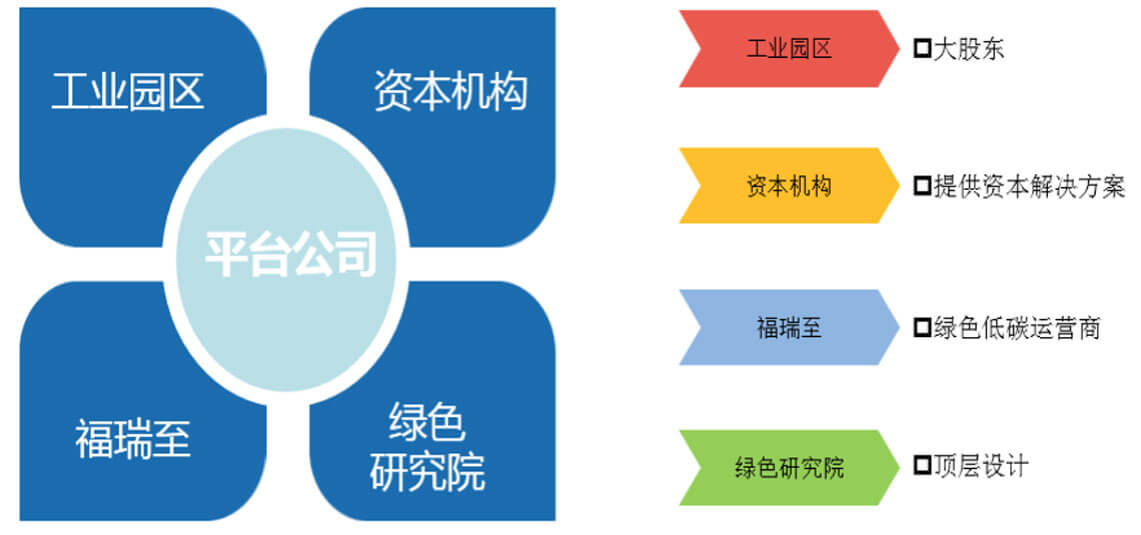 工业园区
资本机构
平台公司
福瑞至
绿色
研究院
工业园区
大股东
资本机构
提供资本解决方案
福瑞至
绿色低碳运营商
绿色研究院
顶层设计